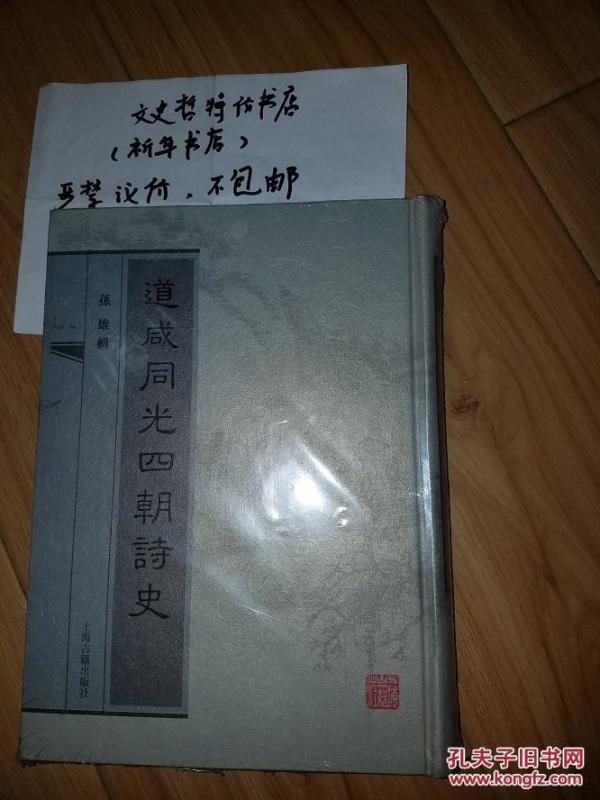 文史哲特价书店
（祈年书店）
严禁议价，不包邮
道咸同光四朝詩史
孫雄輯
上海古籍出版社
孔夫子旧书网
www.kongfz.com